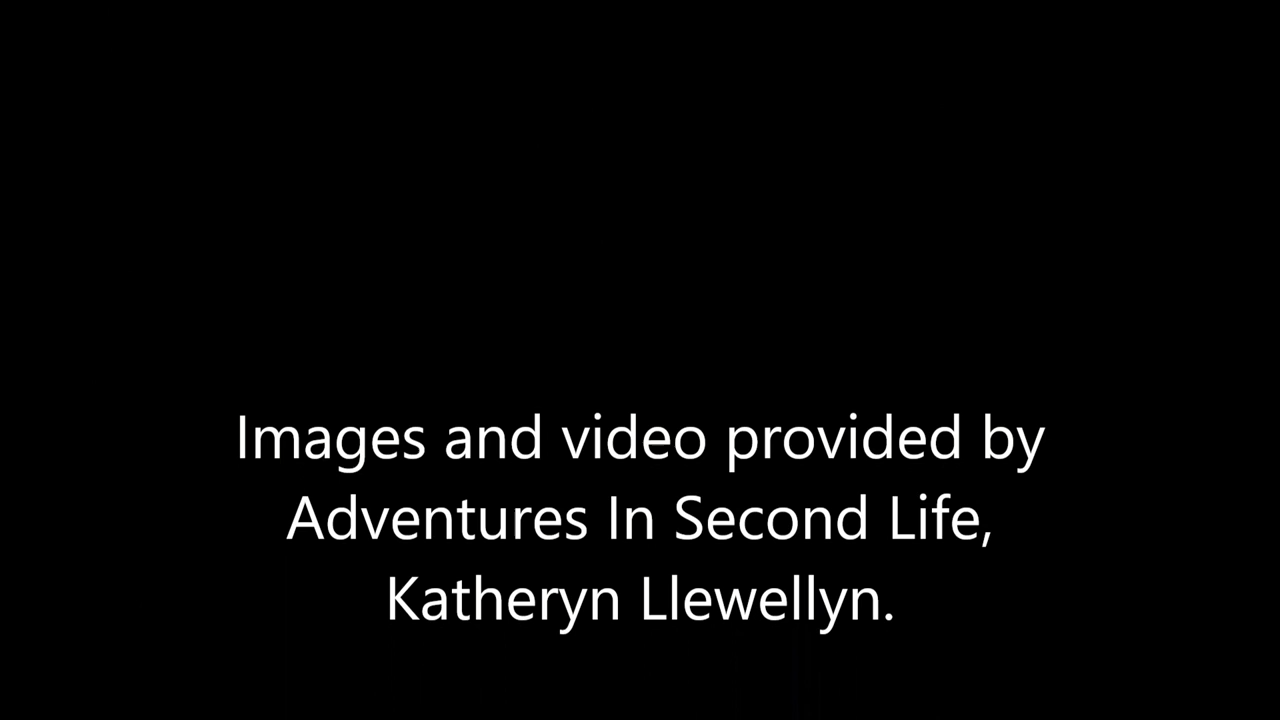 Images and video provided by
Adventures In Second Life,
Katheryn Llewellyn.